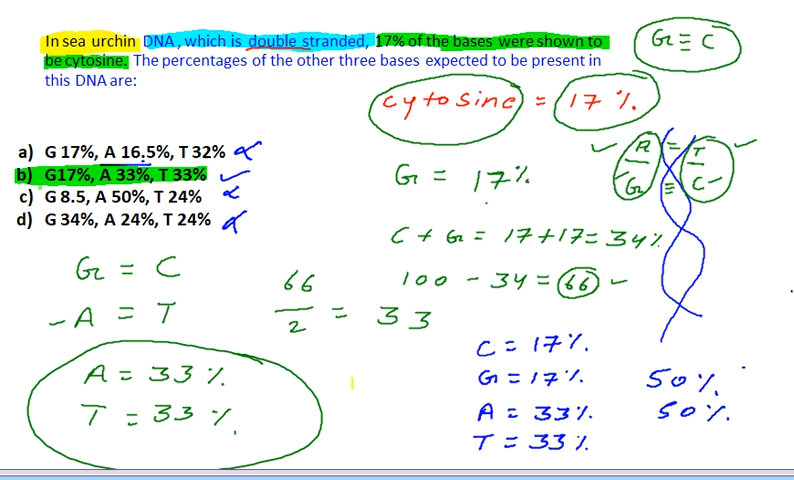 In sea urchin DNA, which is double stranded, 17% of the bases were shown to
be cytosine. The percentages of the other three bases expected to be present in
this DNA are:
G ≡ C
cytosine = 17 %
a) G 17%, A 16.5%, T 32%
b) G17%, A 33%, T 33%
c) G 8.5, A 50%, T 24%
d) G 34%, A 24%, T 24%
A = T
G ≡ C
G = 17%
C + G = 17+17= 34%
100 - 34 = 66
G = C
- A = T
66
/2 = 33
A = 33 %
T = 33 %.
C = 17%.
G = 17%. 50%.
A = 33%. 50%.
T = 33%